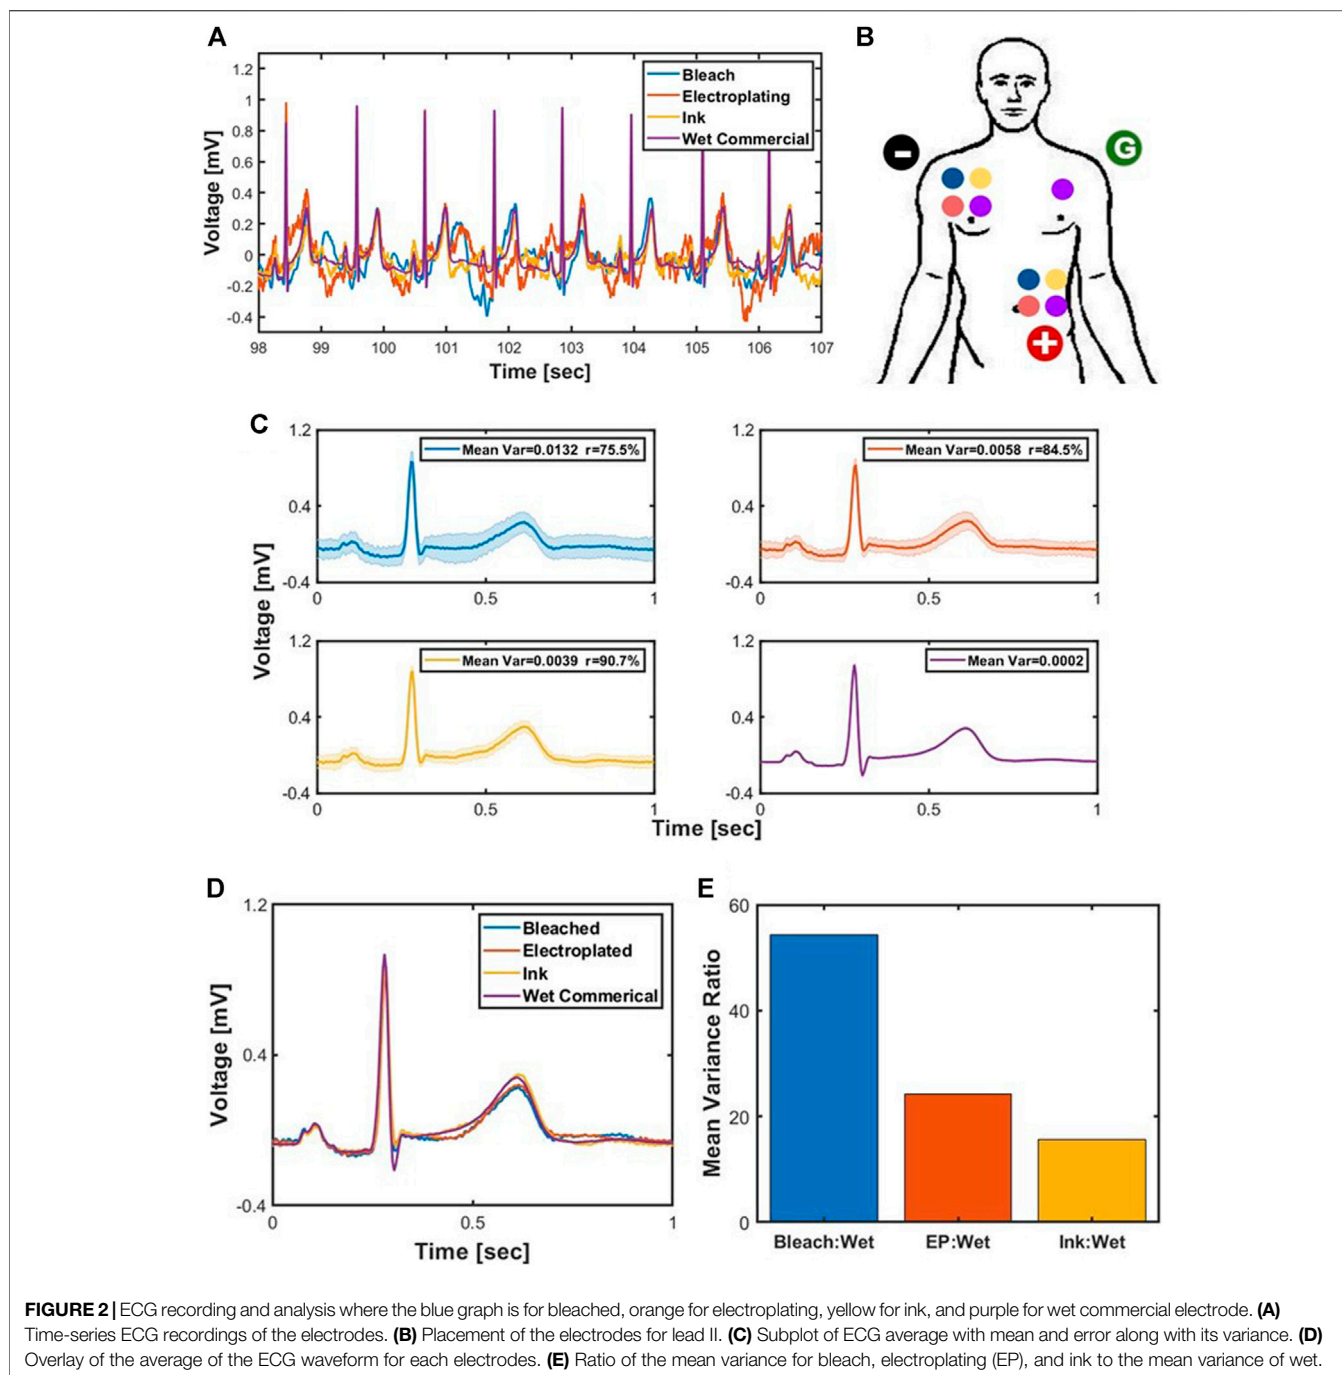 A
1.2
1
0.8
0.6
0.4
0.2
0
-0.2
-0.4
Voltage [mV]
98 99 100 101 102 103 104 105 106 107
Time [sec]
Bleach
Electroplating
Ink
Wet Commercial
B
-
G
+
C
Voltage [mV]
1.2
0.4
-0.4
0 0.5 1
Mean Var=0.0132 r=75.5%
1.2
0.4
-0.4
0 0.5 1
Mean Var=0.0058 r=84.5%
1.2
0.4
-0.4
0 0.5 1
Mean Var=0.0039 r=90.7%
1.2
0.4
-0.4
0 0.5 1
Mean Var=0.0002
Time [sec]
D
1.2
0.4
-0.4
Voltage [mV]
0 0.5 1
Time [sec]
Bleached
Electroplated
Ink
Wet Commerical
E
60
40
20
0
Mean Variance Ratio
Bleach:Wet EP:Wet Ink:Wet
FIGURE 2 | ECG recording and analysis where the blue graph is for bleached, orange for electroplating, yellow for ink, and purple for wet commercial electrode. (A)
Time-series ECG recordings of the electrodes. (B) Placement of the electrodes for lead II. (C) Subplot of ECG average with mean and error along with its variance. (D)
Overlay of the average of the ECG waveform for each electrodes. (E) Ratio of the mean variance for bleach, electroplating (EP), and ink to the mean variance of wet.